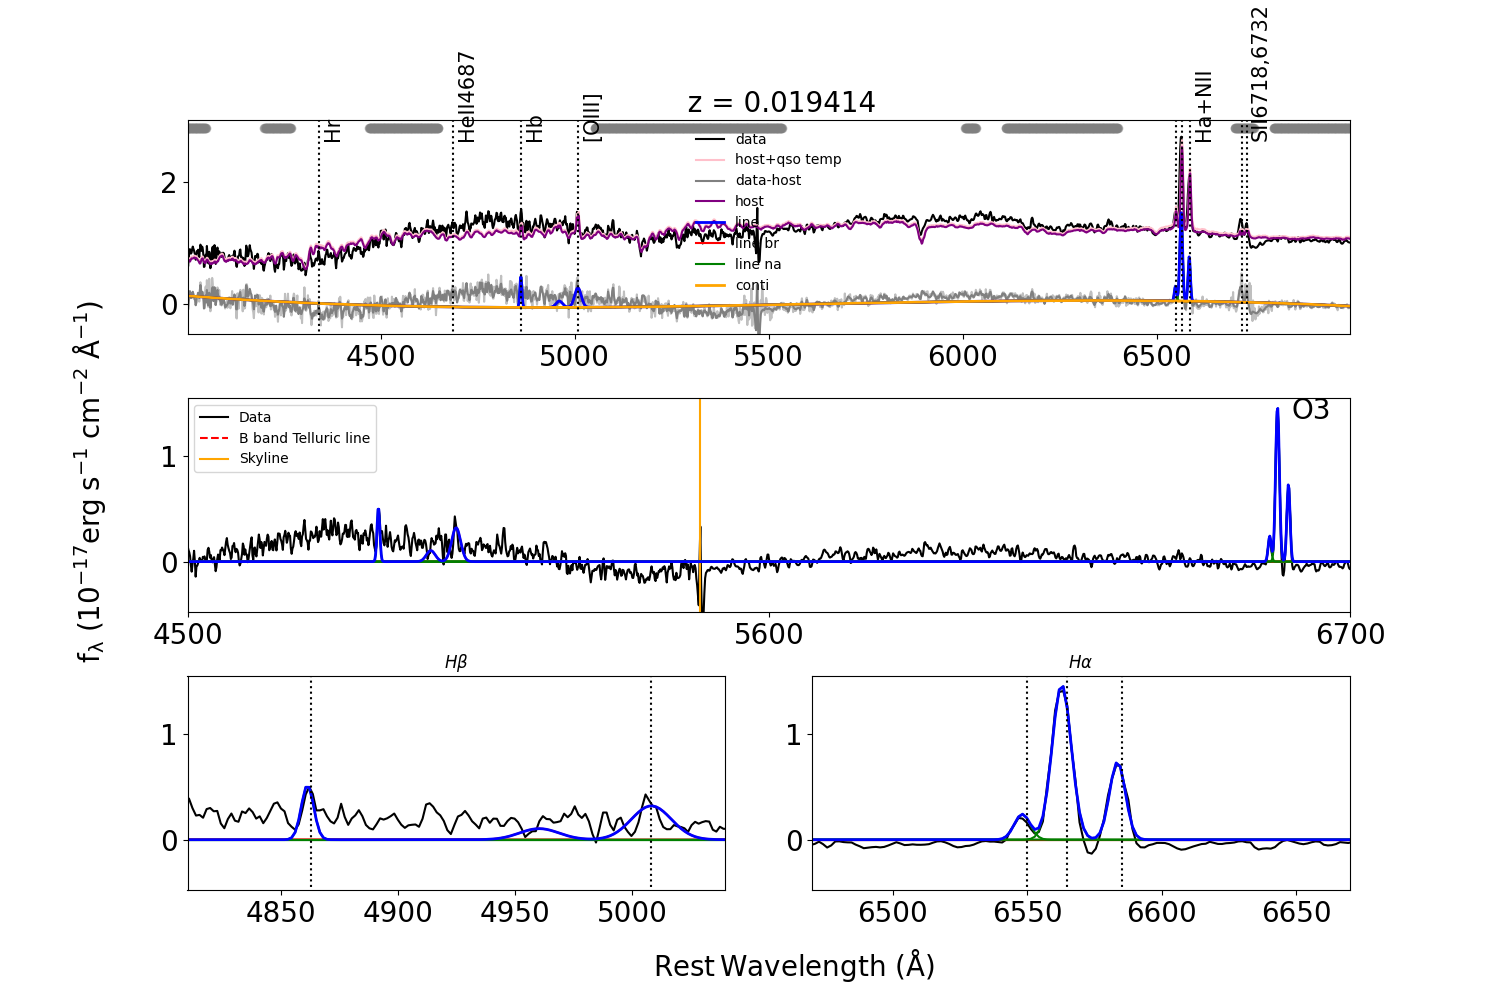 z = 0.019414
Hr
HeII4687
Hb
[OIII]
Ha+NII
SII6718,6732
data
host+qso temp
data-host
host
line
line br
line na
conti
2
0
4500 5000 5500 6000 6500
f_λ (10⁻¹⁷erg s⁻¹ cm⁻² Å⁻¹)
Data
B band Telluric line
Skyline
O3
1
0
4500 5600 6700
Hβ
1
0
4850 4900 4950 5000
Hα
1
0
6500 6550 6600 6650
Rest Wavelength (Å)